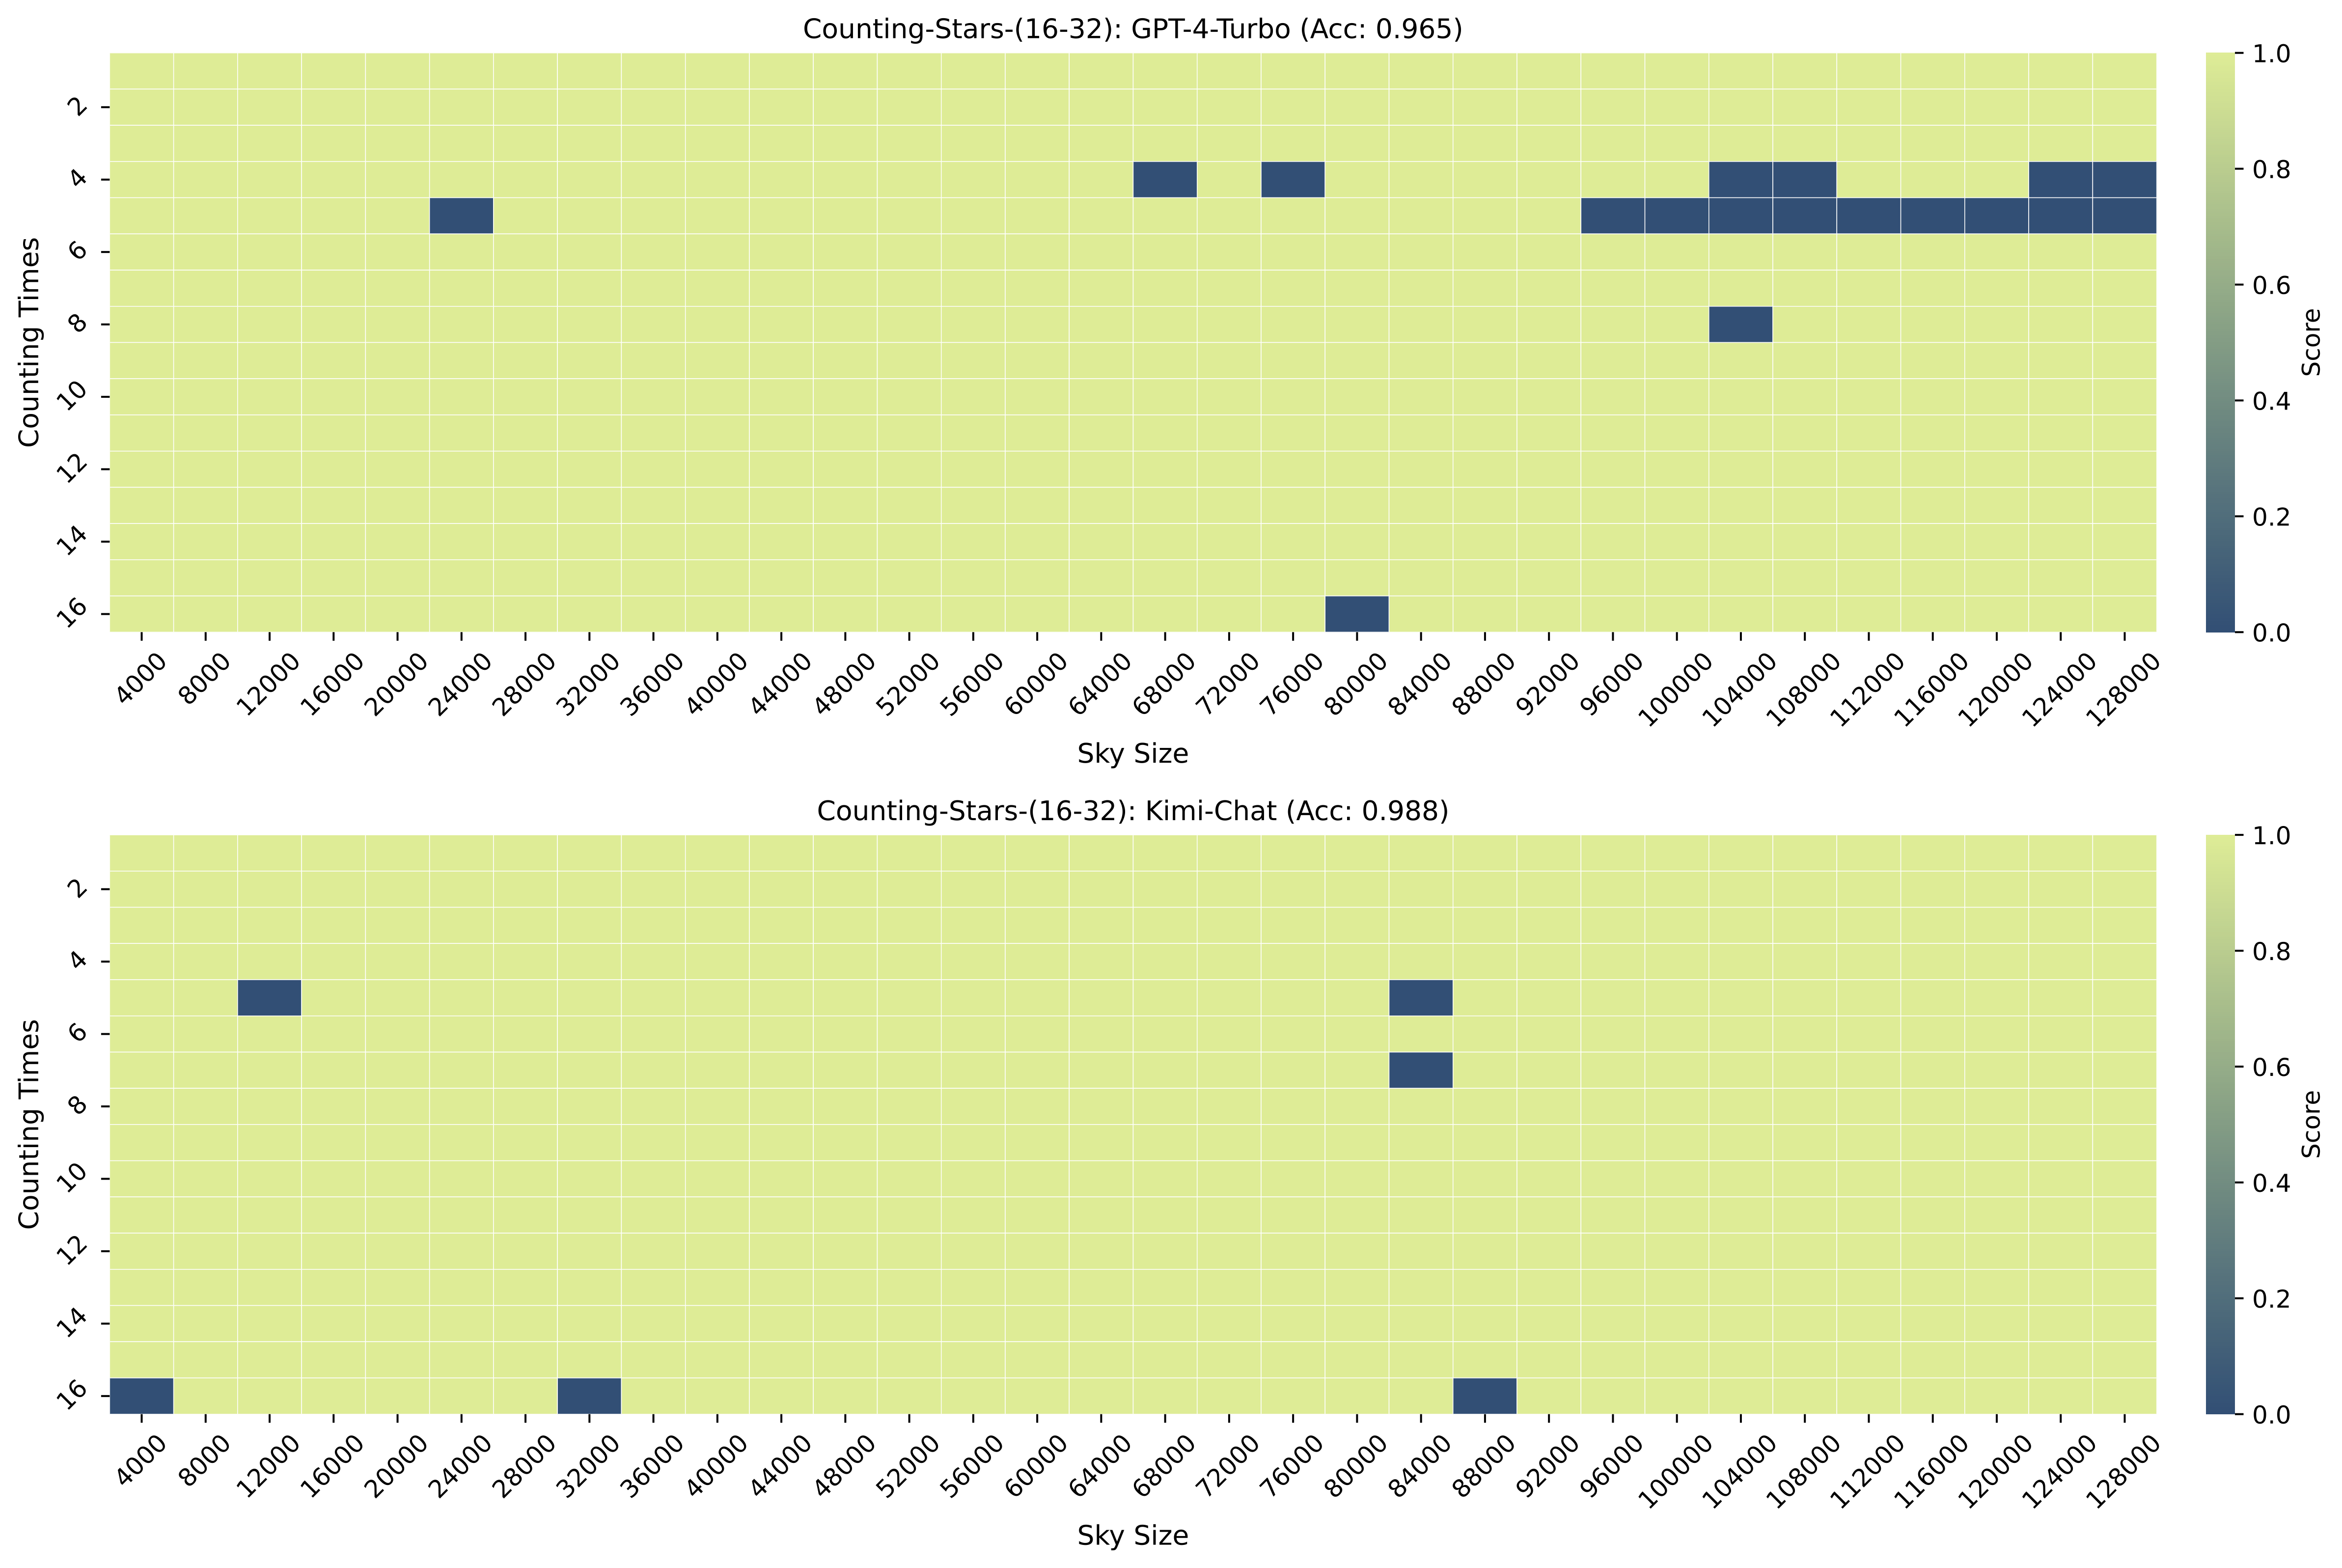 Counting-Stars-(16-32): GPT-4-Turbo (Acc: 0.965)
Counting Times
2
4
6
8
10
12
14
16
4000 8000 12000 16000 20000 24000 28000 32000 36000 40000 44000 48000 52000 56000 60000 64000 68000 72000 76000 80000 84000 88000 92000 96000 100000 104000 108000 112000 116000 120000 124000 128000
Sky Size
1.0
0.8
0.6
0.4
0.2
0.0
Score
Counting-Stars-(16-32): Kimi-Chat (Acc: 0.988)
Counting Times
2
4
6
8
10
12
14
16
4000 8000 12000 16000 20000 24000 28000 32000 36000 40000 44000 48000 52000 56000 60000 64000 68000 72000 76000 80000 84000 88000 92000 96000 100000 104000 108000 112000 116000 120000 124000 128000
Sky Size
1.0
0.8
0.6
0.4
0.2
0.0
Score